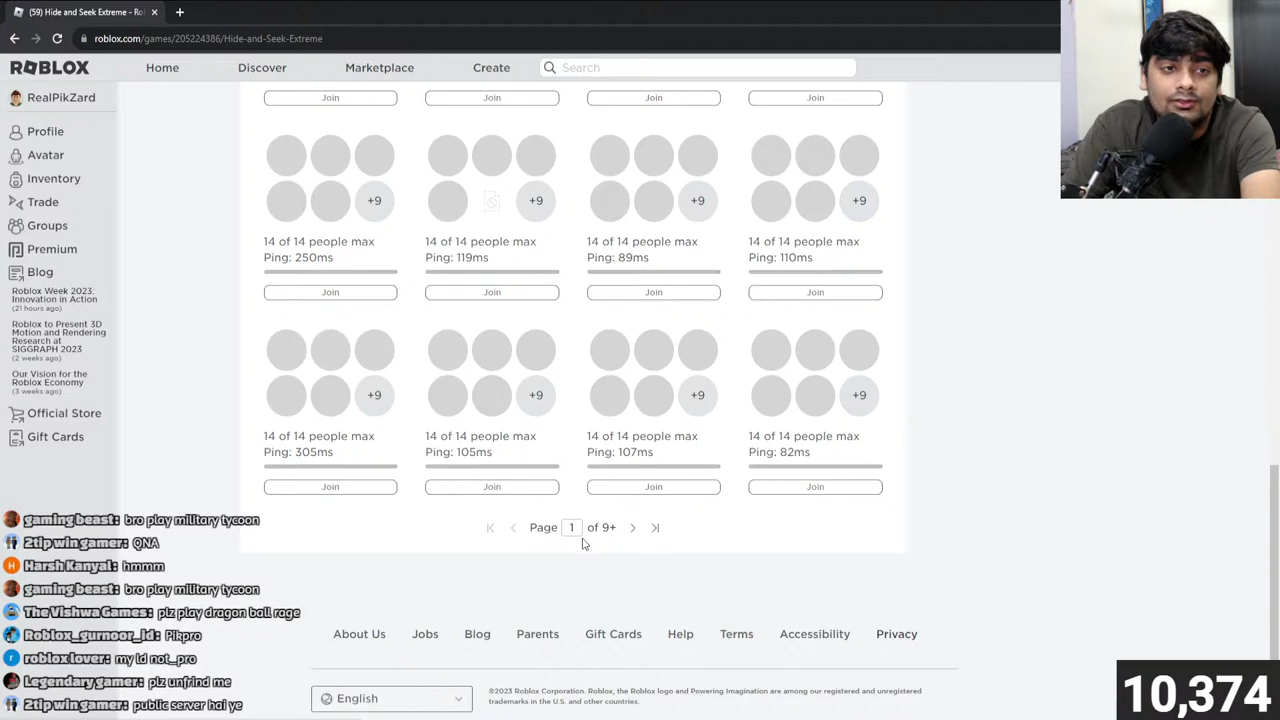 (59) Hide and Seek Extreme - Rob
roblox.com/games/205224386/Hide-and-Seek-Extreme
ROBLOX Home Discover Marketplace Create Search
RealPikZard
Profile
Avatar
Inventory
Trade
Groups
Premium
Blog
Roblox Week 2023:
Innovation in Action
(21 hours ago)
Roblox to Present 3D
Motion and Rendering
Research at
SIGGRAPH 2023
(2 weeks ago)
Our Vision for the
Roblox Economy
(3 weeks ago)
Official Store
Gift Cards
Join Join Join Join
+9 +9 +9 +9
14 of 14 people max 14 of 14 people max 14 of 14 people max 14 of 14 people max
Ping: 250ms Ping: 119ms Ping: 89ms Ping: 110ms
Join Join Join Join
+9 +9 +9 +9
14 of 14 people max 14 of 14 people max 14 of 14 people max 14 of 14 people max
Ping: 305ms Ping: 105ms Ping: 107ms Ping: 82ms
Join Join Join Join
Page 1 of 9+
gaming beast: bro play military tycoon
2tlp win gamer: QNA
Harsh Kanyal: hmmm
gaming beast: bro play military tycoon
The Vishwa Games: plz play dragon ball rage
Roblox_gurnoor_Id: Pikpro
roblox lover: my id not_pro
legendary gamer: plz unfrind me
2tlp win gamer: public server hai ye
About Us Jobs Blog Parents Gift Cards Help Terms Accessibility Privacy
English
©2023 Roblox Corporation. Roblox, the Roblox logo and Powering Imagination are among our registered and unregistered
trademarks in the U.S. and other countries.
10,374